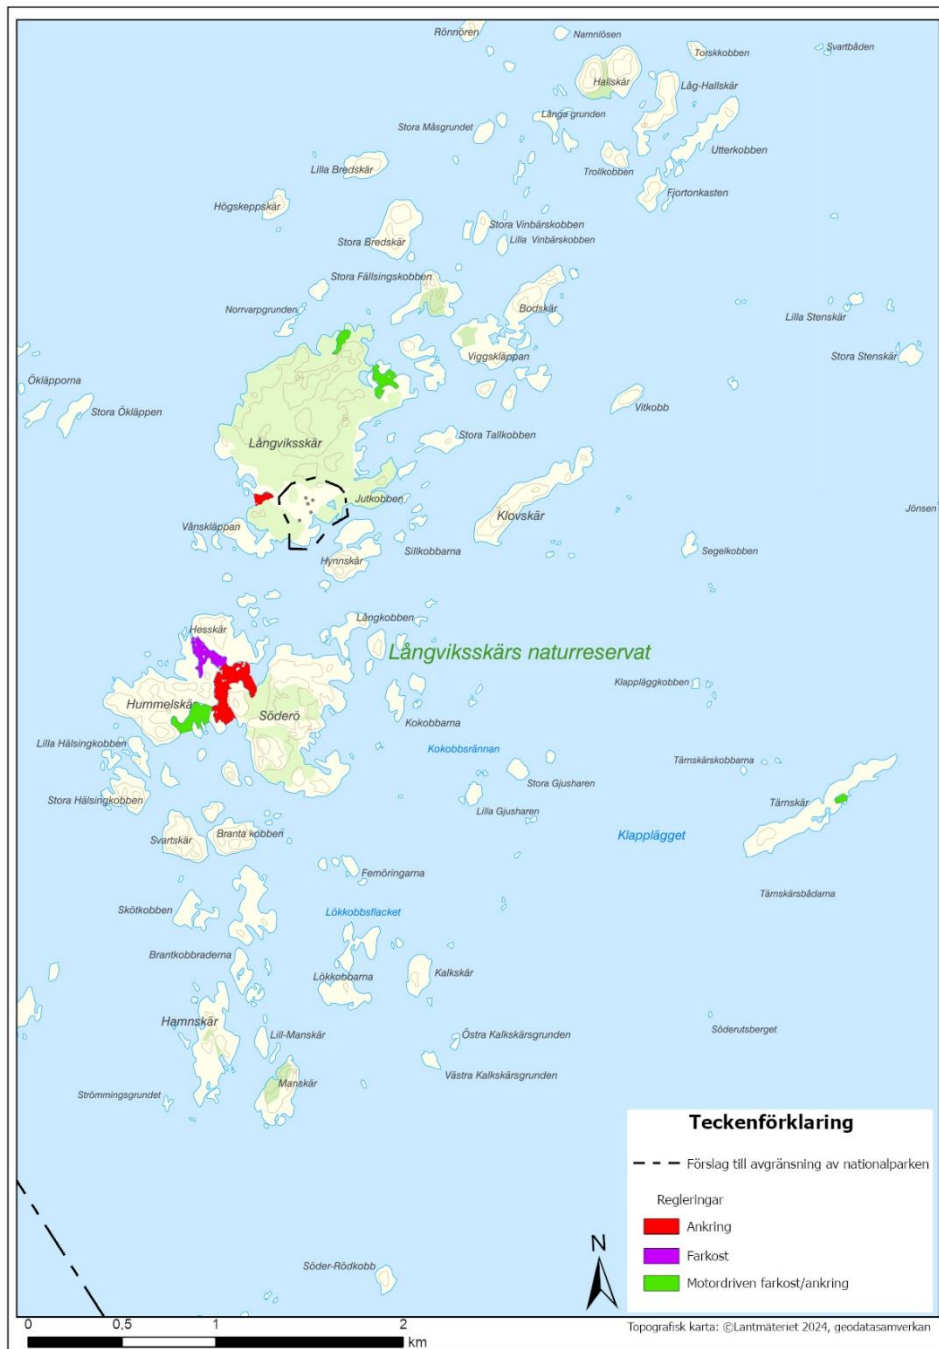 Rönnören
Namnlösen
Torskkobben
Svartbåden
Hallskär
Låg-Hallskär
Långa grunden
Stora Måsgrundet
Utterkobben
Lilla Bredskär
Trollkobben
Fjortonkasten
Högskeppskär
Stora Vinbärskobben
Stora Bredskär
Lilla Vinbärskobben
Stora Fällsingskobben
Norrvarpgrunden
Bodskär
Lilla Stenskär
Viggskläppan
Stora Stenskär
Ökläpporna
Stora Ökläppen
Vitkobb
Långviksskär
Stora Tallkobben
Jutkobben
Klovskär
Jönsen
Vånskläppan
Sillkobbarna
Segelkobben
Hynnskär
Långkobben
Hesskär
Långviksskärs naturreservat
Klappläggkobben
Hummelskär
Söderö
Kokobbarna
Lilla Hälsingkobben
Kokobbsrännan
Tärnskärskobbarna
Stora Gjusharen
Stora Hälsingkobben
Lilla Gjusharen
Tärnskär
Svartskär
Branta kobben
Klapplägget
Femöringarna
Tärnskärsbådarna
Skötkobben
Lökkobbsflacket
Brantkobbraderna
Lökkobbarna
Kalkskär
Hamnskär
Lill-Manskär
Östra Kalkskärsgrunden
Söderutsberget
Västra Kalkskärsgrunden
Manskär
Strömmingsgrundet
Teckenförklaring
Förslag till avgränsning av nationalparken
Regleringar
Ankring
Farkost
Motordriven farkost/ankring
N
Söder-Rödkobb
0 0,5 1 2
km
Topografisk karta: ©Lantmäteriet 2024, geodatasamverkan